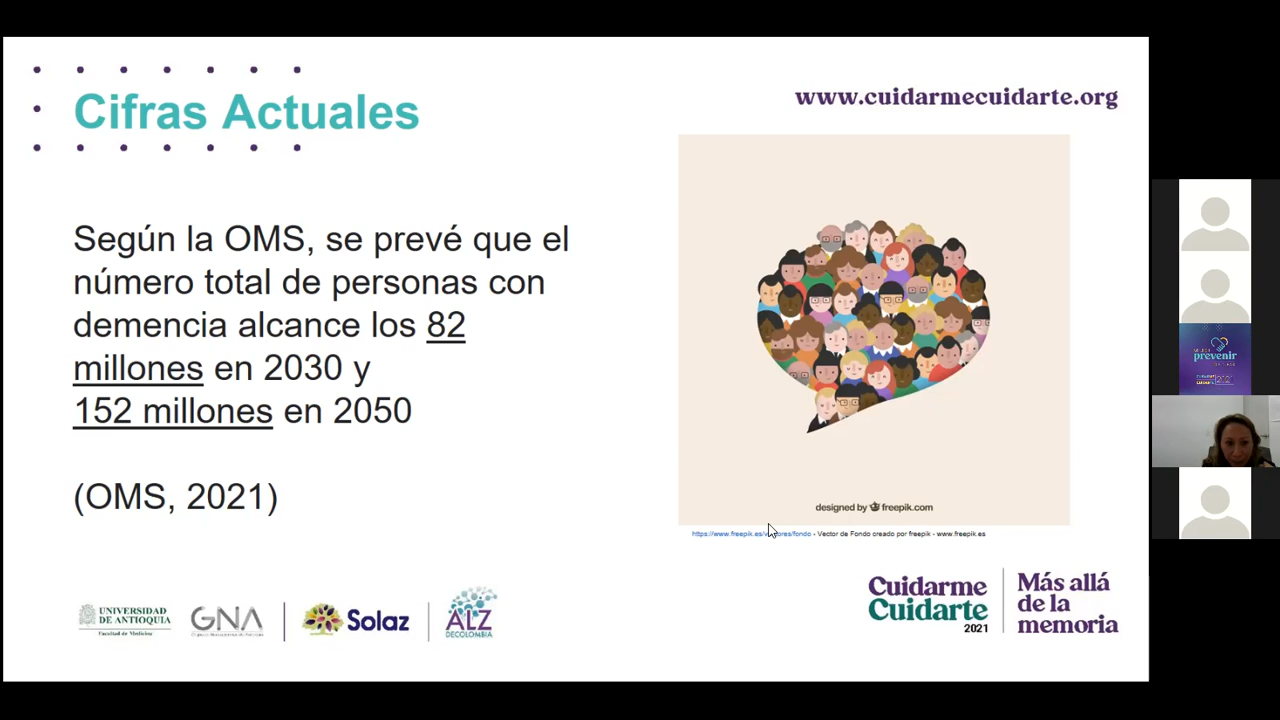 Cifras Actuales
www.cuidarmecuidarte.org
Según la OMS, se prevé que el
número total de personas con
demencia alcance los 82
millones en 2030 y
152 millones en 2050
(OMS, 2021)
designed by freepik.com
https://www.freepik.es/vectores/fondo - Vector de Fondo creado por freepik - www.freepik.es
UNIVERSIDAD
DE ANTIOQUIA
Facultad de Medicina
GNA
Solaz
ALZ
DECOLOMBIA
Cuidarme
Cuidarte
2021
Más allá
de la
memoria
prevenir